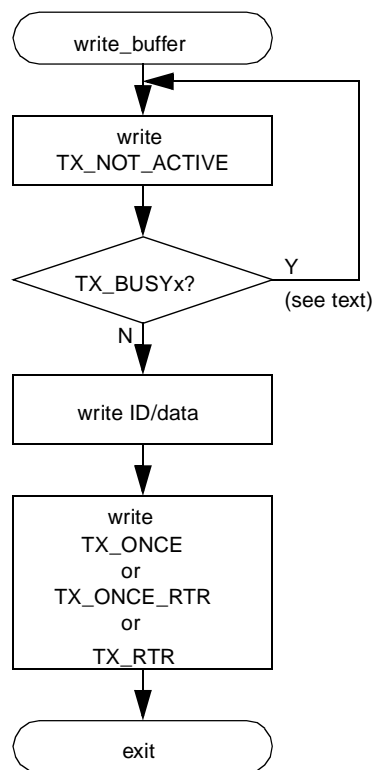 write_buffer
write
TX_NOT_ACTIVE
TX_BUSYx?
Y
(see text)
N
write ID/data
write
TX_ONCE
or
TX_ONCE_RTR
or
TX_RTR
exit